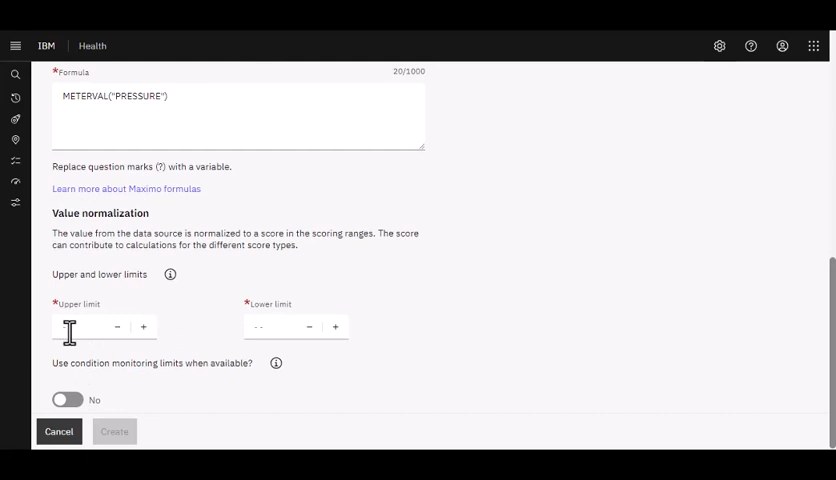 IBM Health
*Formula 20/1000
METERVAL("PRESSURE")
Replace question marks (?) with a variable.
Learn more about Maximo formulas
Value normalization
The value from the data source is normalized to a score in the scoring ranges. The score
can contribute to calculations for the different score types.
Upper and lower limits
*Upper limit *Lower limit
--
Use condition monitoring limits when available?
No
Cancel Create